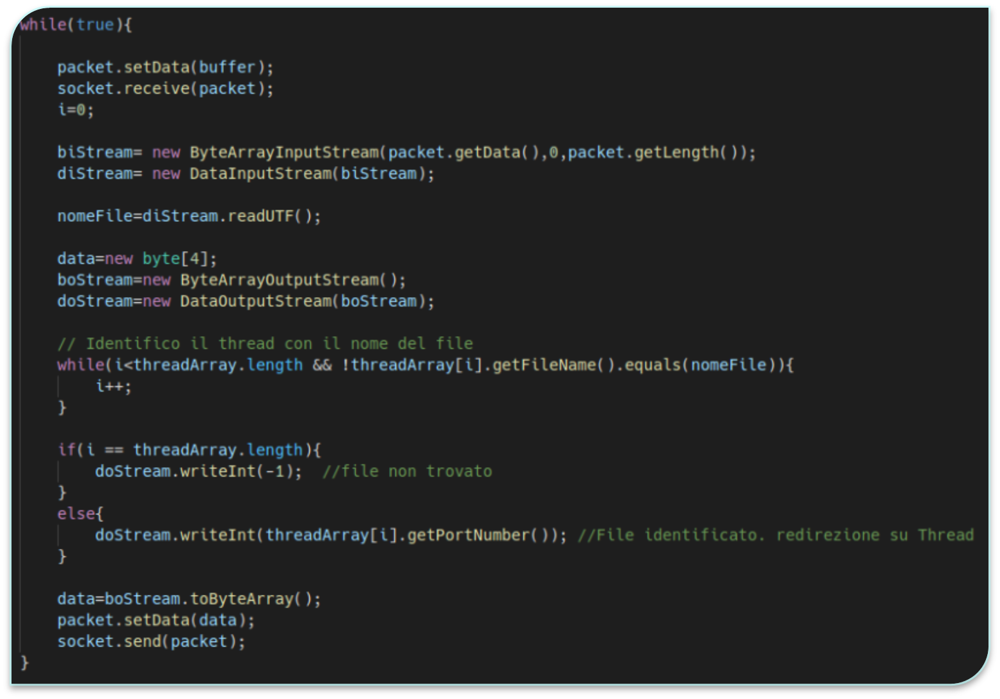 while(true){
packet.setData(buffer);
socket.receive(packet);
i=0;
biStream= new ByteArrayInputStream(packet.getData(),0,packet.getLength());
diStream= new DataInputStream(biStream);
nomeFile=diStream.readUTF();
data=new byte[4];
boStream=new ByteArrayOutputStream();
doStream=new DataOutputStream(boStream);
// Identifico il thread con il nome del file
while(i<threadArray.length && !threadArray[i].getFileName().equals(nomeFile)){
i++;
}
if(i == threadArray.length){
doStream.writeInt(-1);  //file non trovato
}
else{
doStream.writeInt(threadArray[i].getPortNumber()); //File identificato. redirezione su Thread
}
data=boStream.toByteArray();
packet.setData(data);
socket.send(packet);
}